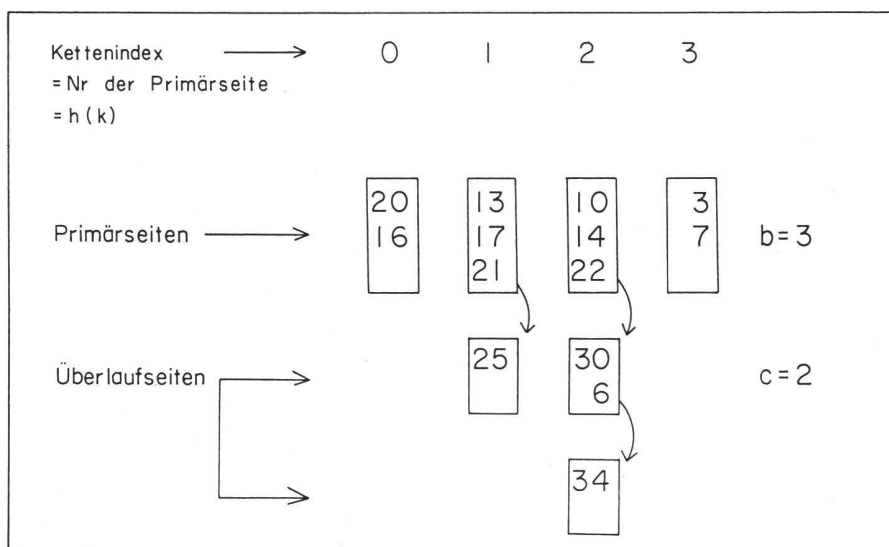 Kettenindex 0 1 2 3
= Nr der Primärseite
= h(k)
20 13 10 3
Primärseiten 16 17 14 7 b=3
21 22
Überlaufseiten 25 30 c=2
6
34